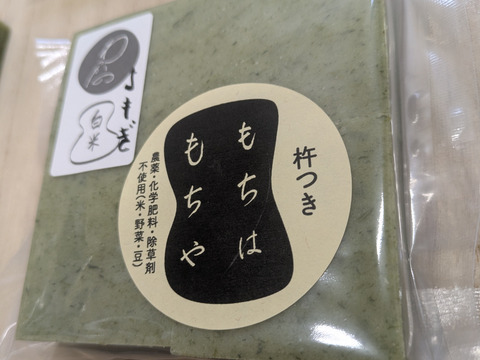 よもぎ
白米
杵つき
もちは
もちや
農薬・化学肥料・除草剤
不使用(米・野菜・豆)